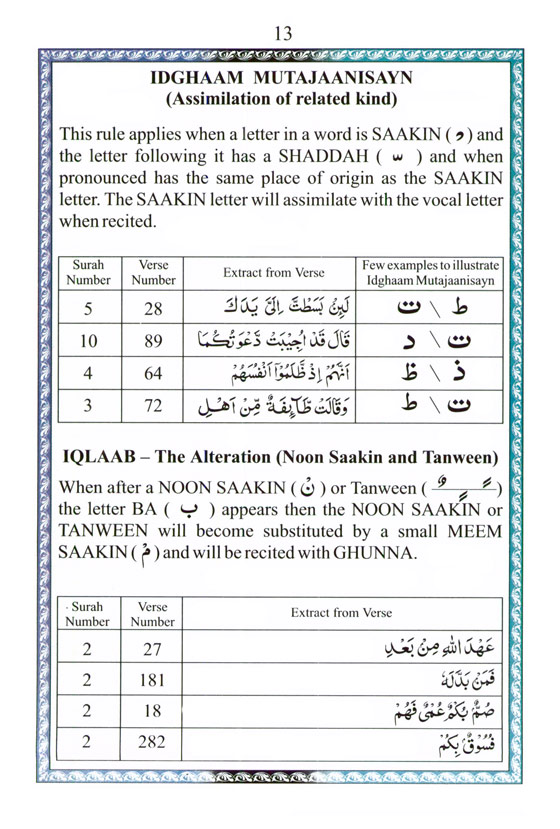 13
IDGHAAM MUTAJAANISAYN
(Assimilation of related kind)
This rule applies when a letter in a word is SAAKIN ( ْ ) and
the letter following it has a SHADDAH ( ّ ) and when
pronounced has the same place of origin as the SAAKIN
letter. The SAAKIN letter will assimilate with the vocal letter
when recited.
Surah Number Verse Number Extract from Verse Few examples to illustrate Idghaam Mutajaanisayn
5 28 لَئِنْ بَسَطْتَّ اِلَیَّ یَدَكَ ط \ ت
10 89 قَالَ قَدْ اُجِیْبَتْ دَّعْوَتُكُمَا ت \ د
4 64 اَنَّهُمْ اِذْ ظَّلَمُوْۤا اَنْفُسَهُمْ ذ \ ظ
3 72 وَقَالَتْ طَّآئِفَةٌ مِّنْ اَهْلِ ت \ ط
IQLAAB – The Alteration (Noon Saakin and Tanween)
When after a NOON SAAKIN ( نْ ) or Tanween ( ً ٍ ٌ )
the letter BA ( ب ) appears then the NOON SAAKIN or
TANWEEN will become substituted by a small MEEM
SAAKIN ( مْ ) and will be recited with GHUNNA.
Surah Number Verse Number Extract from Verse
2 27 عَهْدَ اللّٰهِ مِنْۢ بَعْدِ
2 181 فَمَنْۢ بَدَّلَهٗ
2 18 صُمٌّۢ بُكْمٌ عُمْیٌ فَهُمْ
2 282 فُسُوْقٌۢ بِكُمْ